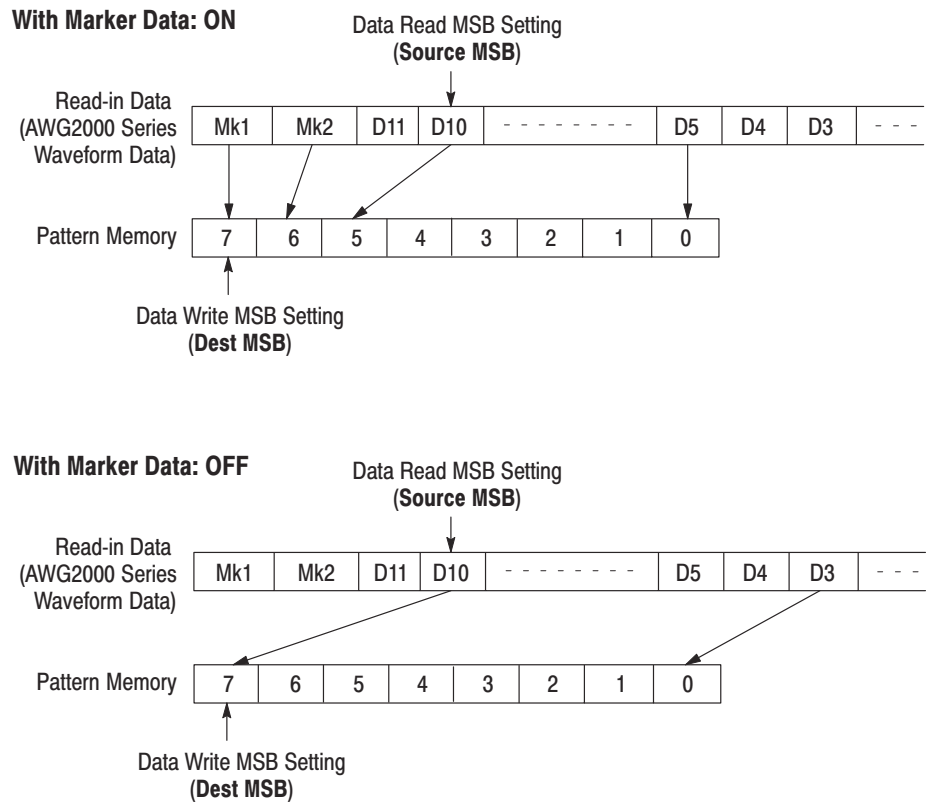 With Marker Data: ON
Data Read MSB Setting
(Source MSB)
Read-in Data
(AWG2000 Series
Waveform Data)
Mk1 Mk2 D11 D10 - - - - - - - - D5 D4 D3 - - -
Pattern Memory 7 6 5 4 3 2 1 0
Data Write MSB Setting
(Dest MSB)
With Marker Data: OFF
Data Read MSB Setting
(Source MSB)
Read-in Data
(AWG2000 Series
Waveform Data)
Mk1 Mk2 D11 D10 - - - - - - - - D5 D4 D3 - - -
Pattern Memory 7 6 5 4 3 2 1 0
Data Write MSB Setting
(Dest MSB)